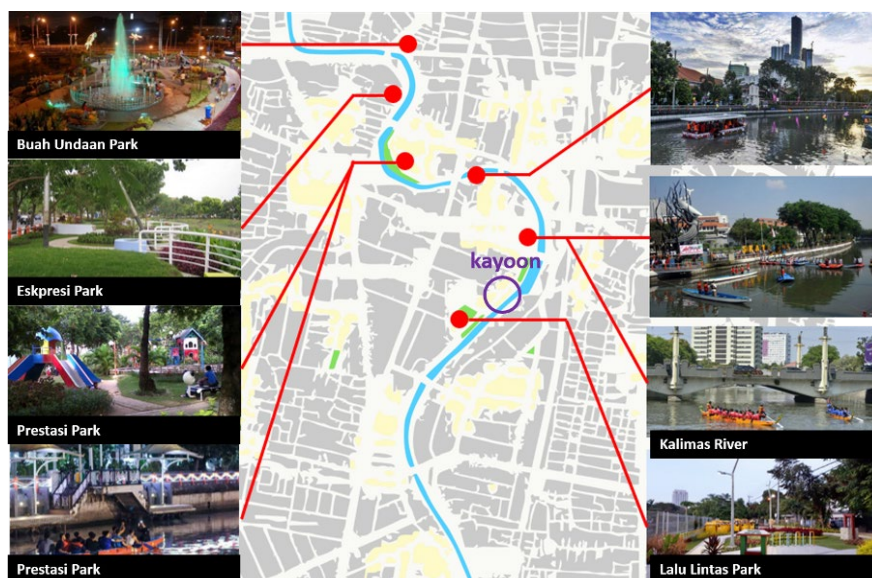 Buah Undaan Park
Eskpresi Park
Prestasi Park
Prestasi Park
kayoon
Kalimas River
Lalu Lintas Park